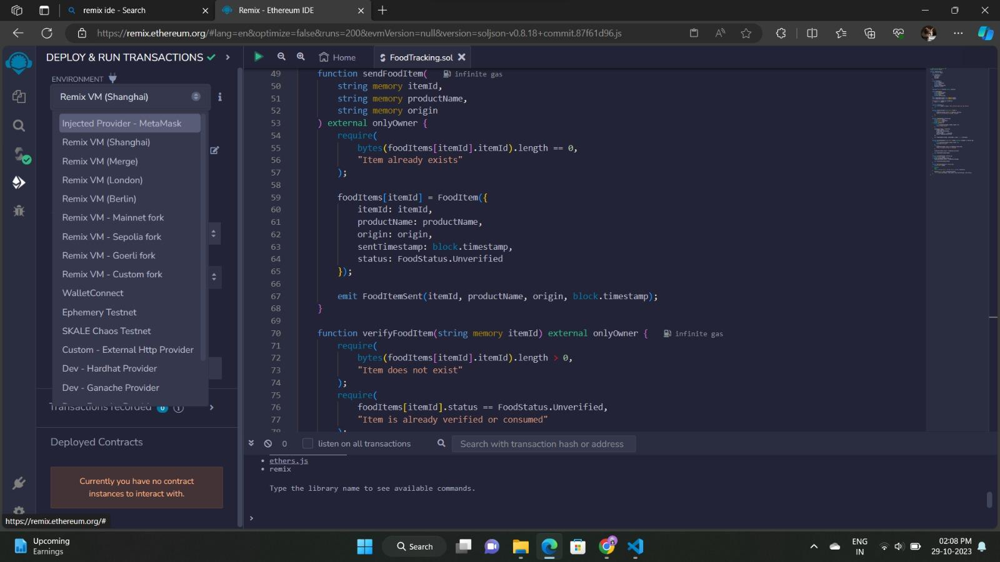 remix ide - Search
Remix - Ethereum IDE
https://remix.ethereum.org/#lang=en&optimize=false&runs=200&evmVersion=null&version=soljson-v0.8.18+commit.87f61d96.js
DEPLOY & RUN TRANSACTIONS
ENVIRONMENT
Remix VM (Shanghai)
Injected Provider - MetaMask
Remix VM (Shanghai)
Remix VM (Merge)
Remix VM (London)
Remix VM (Berlin)
Remix VM - Mainnet fork
Remix VM - Sepolia fork
Remix VM - Goerli fork
Remix VM - Custom fork
WalletConnect
Ephemery Testnet
SKALE Chaos Testnet
Custom - External Http Provider
Dev - Hardhat Provider
Dev - Ganache Provider
Transactions recorded 0 i
Deployed Contracts
Currently you have no contract
instances to interact with.
https://remix.ethereum.org/#
Home
FoodTracking.sol
49 function sendFoodItem( infinite gas
50 string memory itemId,
51 string memory productName,
52 string memory origin
53 ) external onlyOwner {
54 require(
55 bytes(foodItems[itemId].itemId).length == 0,
56 "Item already exists"
57 );
58
59 foodItems[itemId] = FoodItem({
60 itemId: itemId,
61 productName: productName,
62 origin: origin,
63 sentTimestamp: block.timestamp,
64 status: FoodStatus.Unverified
65 });
66
67 emit FoodItemSent(itemId, productName, origin, block.timestamp);
68 }
69
70 function verifyFoodItem(string memory itemId) external onlyOwner { infinite gas
71 require(
72 bytes(foodItems[itemId].itemId).length > 0,
73 "Item does not exist"
74 );
75 require(
76 foodItems[itemId].status == FoodStatus.Unverified,
77 "Item is already verified or consumed"
78 );
0 listen on all transactions
Search with transaction hash or address
• ethers.js
• remix
Type the library name to see available commands.
>
Upcoming
Earnings
Search
ENG
IN
02:08 PM
29-10-2023